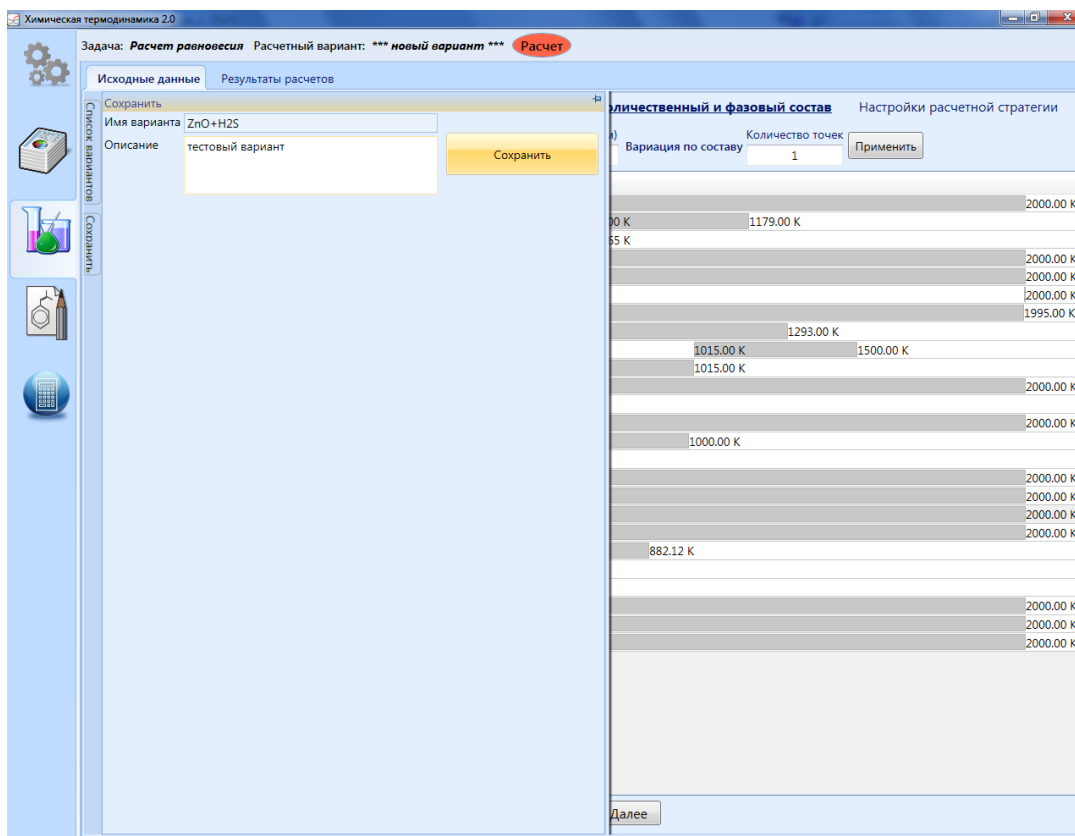 Химическая термодинамика 2.0
Задача: Расчет равновесия Расчетный вариант: *** новый вариант *** Расчет
Исходные данные Результаты расчетов
Список вариантов
Сохранить
Сохранить
Имя варианта ZnO+H2S
Описание тестовый вариант
Сохранить
оличественный и фазовый состав Настройки расчетной стратегии
Вариация по составу Количество точек 1 Применить
2000.00 K
00 K 1179.00 K
55 K
2000.00 K
2000.00 K
2000.00 K
1995.00 K
1293.00 K
1015.00 K 1500.00 K
1015.00 K
2000.00 K
2000.00 K
1000.00 K
2000.00 K
2000.00 K
2000.00 K
2000.00 K
882.12 K
2000.00 K
2000.00 K
2000.00 K
Далее